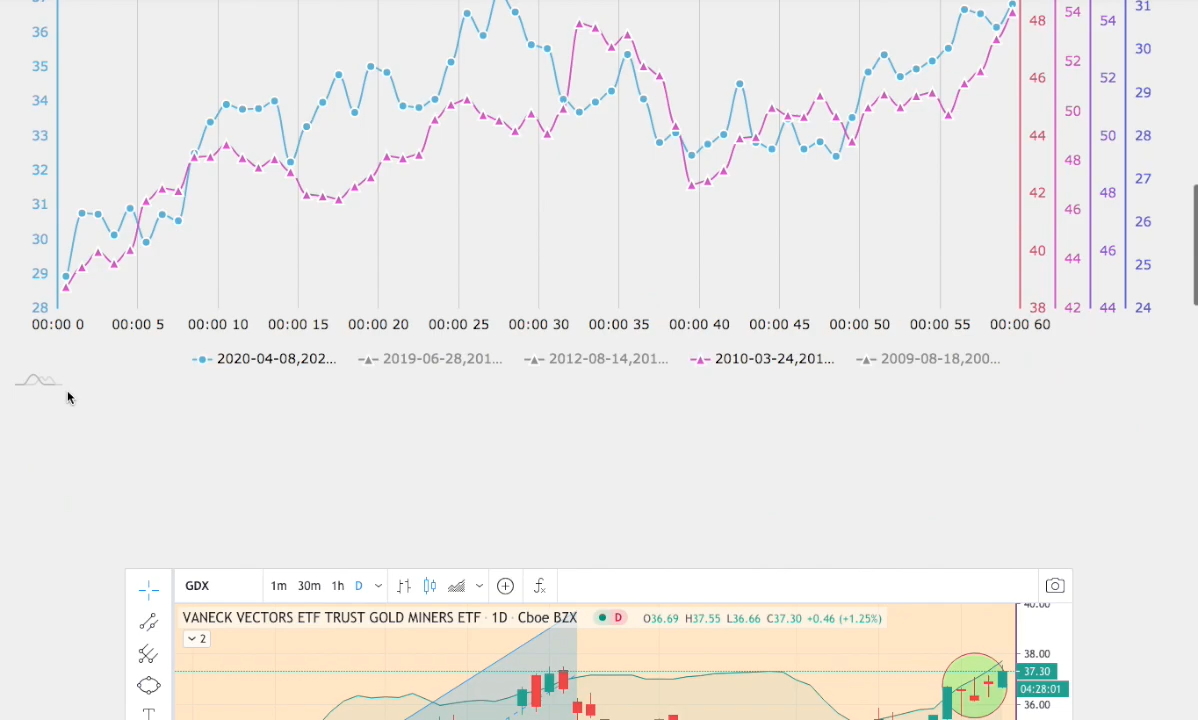 37 48 54 54 31
36 52 30
35 46 52 29
34 50
33 44 50 28
32 48 27
31 42 46 48 26
30 40 44 46 25
29
28 38 42 44 24
00:00 0 00:00 5 00:00 10 00:00 15 00:00 20 00:00 25 00:00 30 00:00 35 00:00 40 00:00 45 00:00 50 00:00 55 00:00 60
2020-04-08,202... 2019-06-28,201... 2012-08-14,201... 2010-03-24,201... 2009-08-18,200...
GDX 1m 30m 1h D
VANECK VECTORS ETF TRUST GOLD MINERS ETF · 1D · Cboe BZX D O36.69 H37.55 L36.66 C37.30 +0.46 (+1.25%)
40.00
2
38.00
37.30
04:28:01
36.00